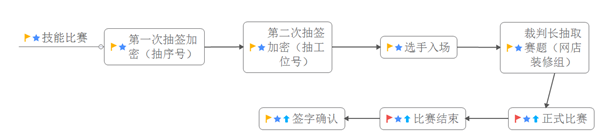 技能比赛
第一次抽签加
密（抽序号）
第二次抽签
加密（抽工
位号）
选手入场
裁判长抽取
赛题（网店
装修组）
签字确认
比赛结束
正式比赛